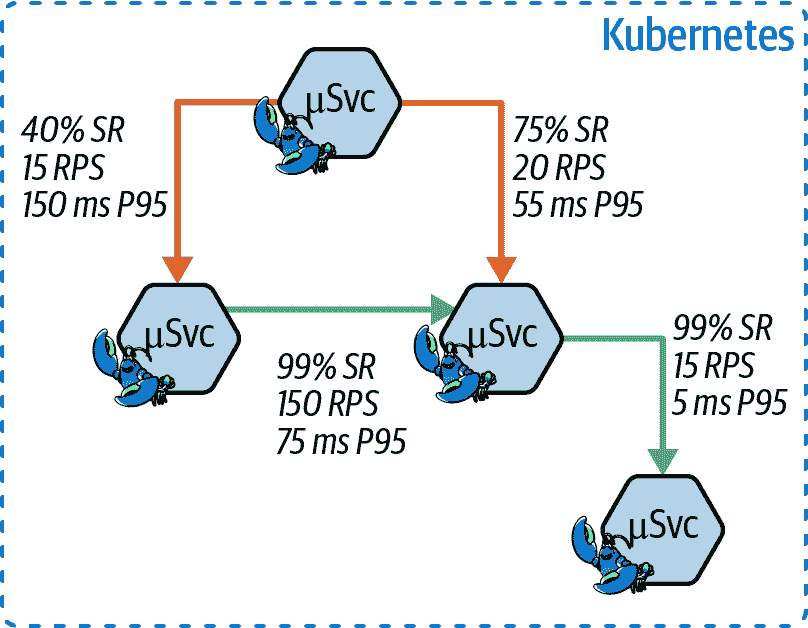 Kubernetes
μSvc
40% SR
15 RPS
150 ms P95
75% SR
20 RPS
55 ms P95
μSvc
μSvc
99% SR
150 RPS
75 ms P95
99% SR
15 RPS
5 ms P95
μSvc